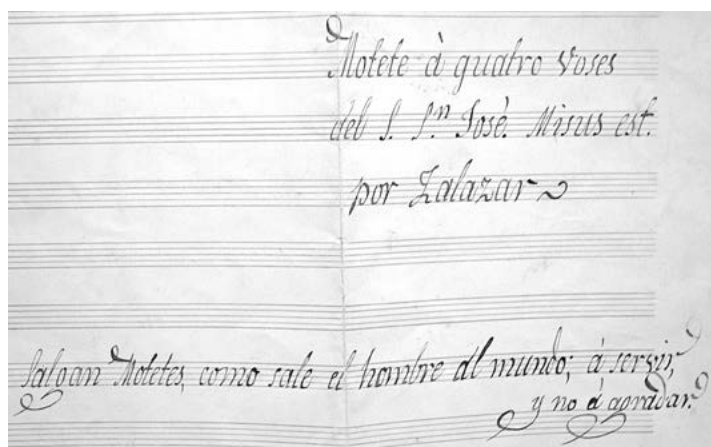 Motete à quatro voses
del S. S.n José. Misus est.
por Zalazar
Salgan Motetes, como sale el hombre al mundo; á servir,
y no á agradar.